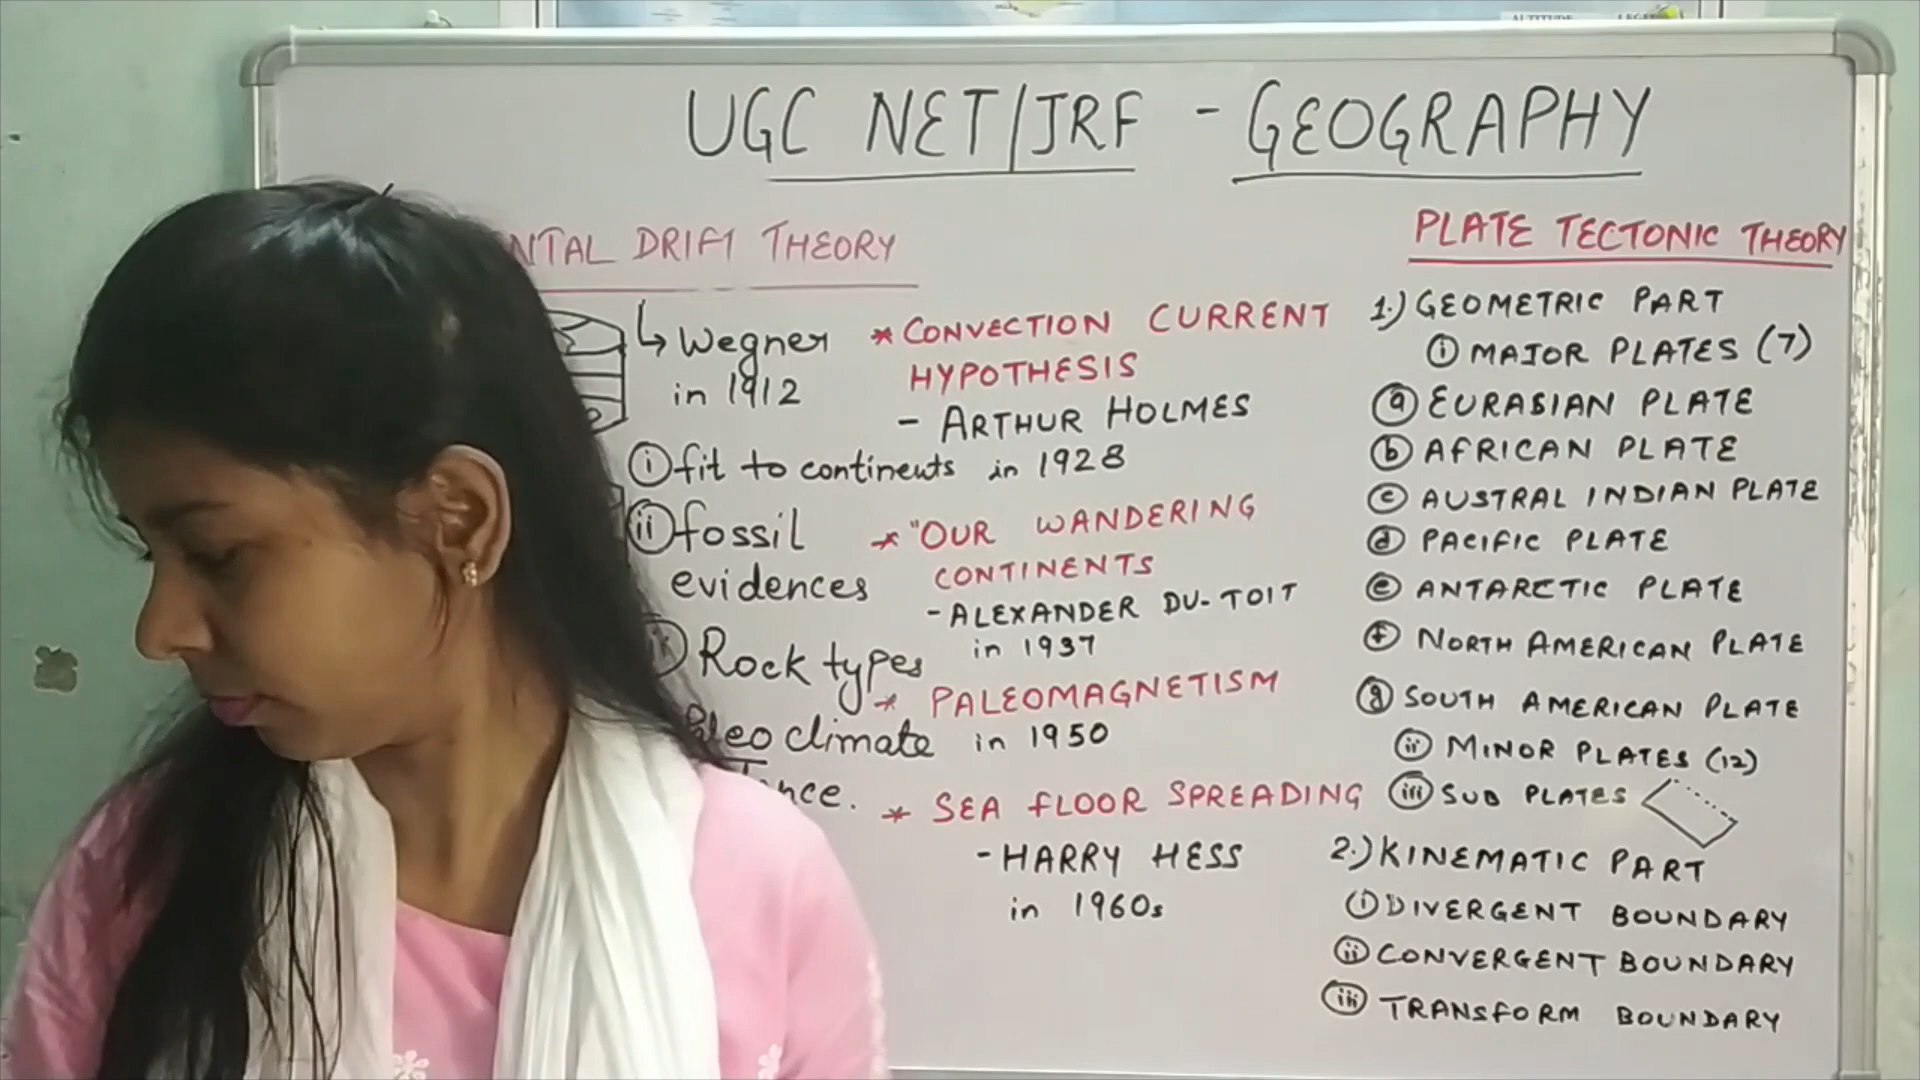 UGC NET/JRF - GEOGRAPHY
NTAL DRIFT THEORY
↳ Wegner
in 1912
i fit to continents
ii fossil
evidences
Rock types
leo climate
nce.
* CONVECTION CURRENT
HYPOTHESIS
- ARTHUR HOLMES
in 1928
* "OUR WANDERING
CONTINENTS
- ALEXANDER DU-TOIT
in 1937
* PALEOMAGNETISM
in 1950
* SEA FLOOR SPREADING
- HARRY HESS
in 1960s
PLATE TECTONIC THEORY
1.) GEOMETRIC PART
i MAJOR PLATES (7)
a EURASIAN PLATE
b AFRICAN PLATE
c AUSTRAL INDIAN PLATE
d PACIFIC PLATE
e ANTARCTIC PLATE
f NORTH AMERICAN PLATE
g SOUTH AMERICAN PLATE
ii MINOR PLATES (12)
iii SUB PLATES
2.) KINEMATIC PART
i DIVERGENT BOUNDARY
ii CONVERGENT BOUNDARY
iii TRANSFORM BOUNDARY